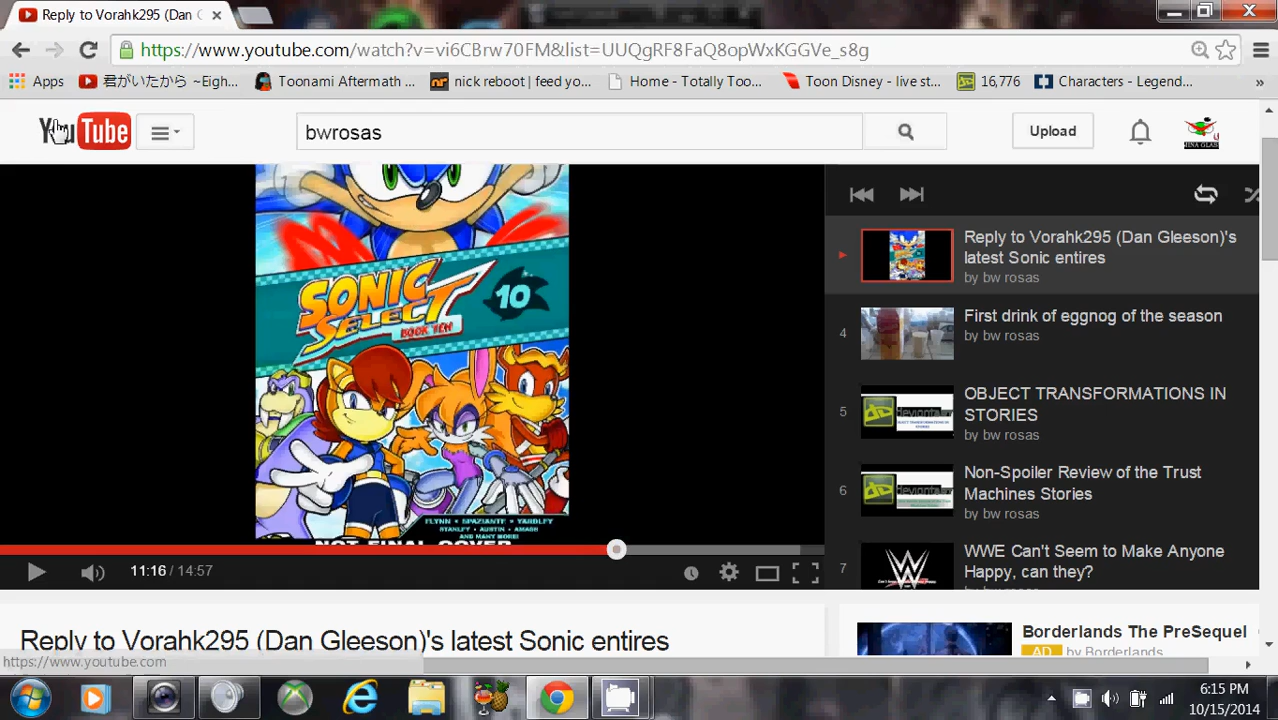 Reply to Vorahk295 (Dan G
https://www.youtube.com/watch?v=vi6CBrw70FM&list=UUQgRF8FaQ8opWxKGGVe_s8g
Apps 君がいたから ~Eigh... Toonami Aftermath ... nick reboot | feed yo... Home - Totally Too... Toon Disney - live st... 16,776 Characters - Legend... »
YouTube
bwrosas
Upload
SONIC
SELECT 10
BOOK TEN
FLYNN • SPAZIANTE • YARDLEY
STANLEY • AUSTIN • AMASH
AND MANY MORE!
NOT FINAL COVER
11:16 / 14:57
Reply to Vorahk295 (Dan Gleeson)'s
latest Sonic entires
by bw rosas
4 First drink of eggnog of the season
by bw rosas
5 OBJECT TRANSFORMATIONS IN
STORIES
by bw rosas
6 Non-Spoiler Review of the Trust
Machines Stories
by bw rosas
7 WWE Can't Seem to Make Anyone
Happy, can they?
by bw rosas
Reply to Vorahk295 (Dan Gleeson)'s latest Sonic entires
Borderlands The PreSequel
AD by Borderlands
https://www.youtube.com
6:15 PM
10/15/2014